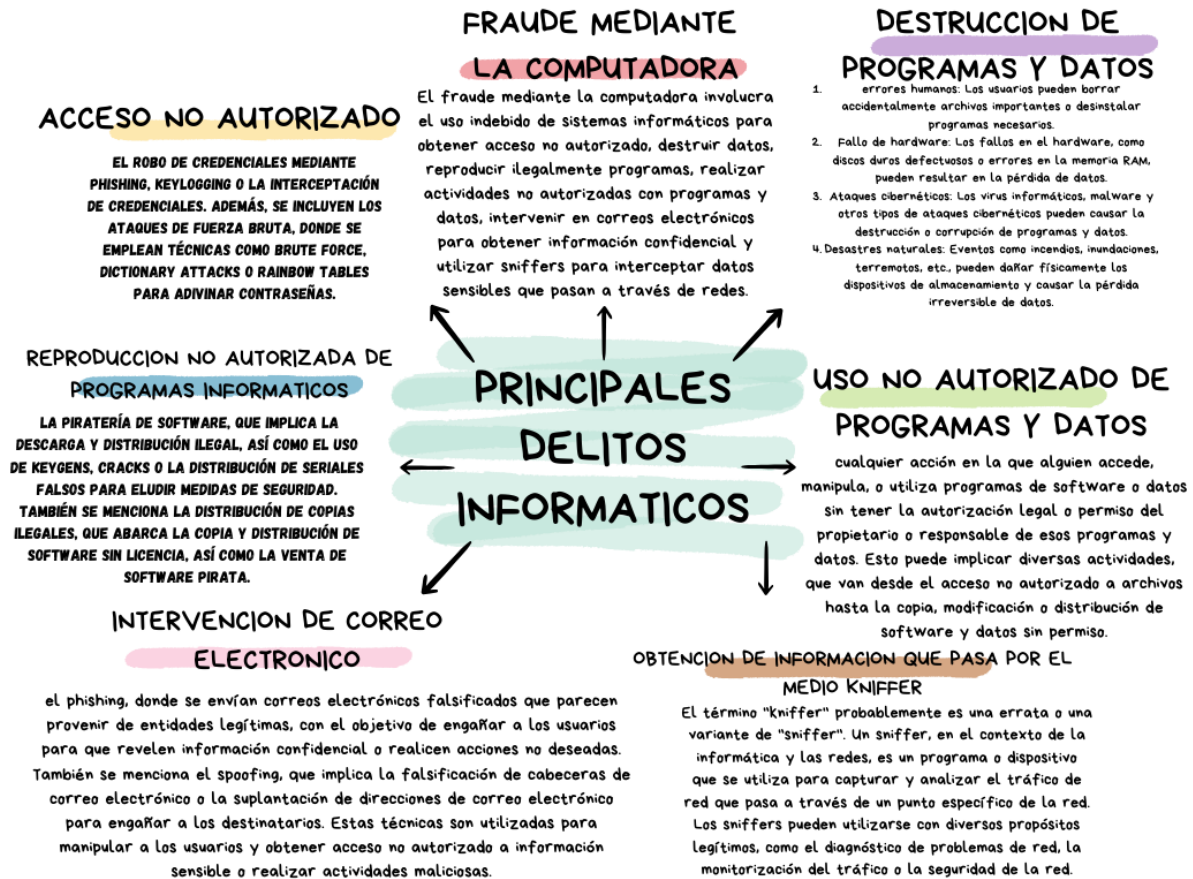 FRAUDE MEDIANTE
LA COMPUTADORA
El fraude mediante la computadora involucra
el uso indebido de sistemas informáticos para
obtener acceso no autorizado, destruir datos,
reproducir ilegalmente programas, realizar
actividades no autorizadas con programas y
datos, intervenir en correos electrónicos
para obtener información confidencial y
utilizar sniffers para interceptar datos
sensibles que pasan a través de redes.
DESTRUCCION DE
PROGRAMAS Y DATOS
1. errores humanos: Los usuarios pueden borrar
accidentalmente archivos importantes o desinstalar
programas necesarios.
2. Fallo de hardware: Los fallos en el hardware, como
discos duros defectuosos o errores en la memoria RAM,
pueden resultar en la pérdida de datos.
3. Ataques cibernéticos: Los virus informáticos, malware y
otros tipos de ataques cibernéticos pueden causar la
destrucción o corrupción de programas y datos.
4. Desastres naturales: Eventos como incendios, inundaciones,
terremotos, etc., pueden dañar físicamente los
dispositivos de almacenamiento y causar la pérdida
irreversible de datos.
ACCESO NO AUTORIZADO
EL ROBO DE CREDENCIALES MEDIANTE
PHISHING, KEYLOGGING O LA INTERCEPTACIÓN
DE CREDENCIALES. ADEMÁS, SE INCLUYEN LOS
ATAQUES DE FUERZA BRUTA, DONDE SE
EMPLEAN TÉCNICAS COMO BRUTE FORCE,
DICTIONARY ATTACKS O RAINBOW TABLES
PARA ADIVINAR CONTRASEÑAS.
REPRODUCCION NO AUTORIZADA DE
PROGRAMAS INFORMATICOS
LA PIRATERÍA DE SOFTWARE, QUE IMPLICA LA
DESCARGA Y DISTRIBUCIÓN ILEGAL, ASÍ COMO EL USO
DE KEYGENS, CRACKS O LA DISTRIBUCIÓN DE SERIALES
FALSOS PARA ELUDIR MEDIDAS DE SEGURIDAD.
TAMBIÉN SE MENCIONA LA DISTRIBUCIÓN DE COPIAS
ILEGALES, QUE ABARCA LA COPIA Y DISTRIBUCIÓN DE
SOFTWARE SIN LICENCIA, ASÍ COMO LA VENTA DE
SOFTWARE PIRATA.
PRINCIPALES
DELITOS
INFORMATICOS
USO NO AUTORIZADO DE
PROGRAMAS Y DATOS
cualquier acción en la que alguien accede,
manipula, o utiliza programas de software o datos
sin tener la autorización legal o permiso del
propietario o responsable de esos programas y
datos. Esto puede implicar diversas actividades,
que van desde el acceso no autorizado a archivos
hasta la copia, modificación o distribución de
software y datos sin permiso.
INTERVENCION DE CORREO
ELECTRONICO
el phishing, donde se envían correos electrónicos falsificados que parecen
provenir de entidades legítimas, con el objetivo de engañar a los usuarios
para que revelen información confidencial o realicen acciones no deseadas.
También se menciona el spoofing, que implica la falsificación de cabeceras de
correo electrónico o la suplantación de direcciones de correo electrónico
para engañar a los destinatarios. Estas técnicas son utilizadas para
manipular a los usuarios y obtener acceso no autorizado a información
sensible o realizar actividades maliciosas.
OBTENCION DE INFORMACION QUE PASA POR EL
MEDIO KNIFFER
El término "Kniffer" probablemente es una errata o una
variante de "sniffer". Un sniffer, en el contexto de la
informática y las redes, es un programa o dispositivo
que se utiliza para capturar y analizar el tráfico de
red que pasa a través de un punto específico de la red.
Los sniffers pueden utilizarse con diversos propósitos
legítimos, como el diagnóstico de problemas de red, la
monitorización del tráfico o la seguridad de la red.